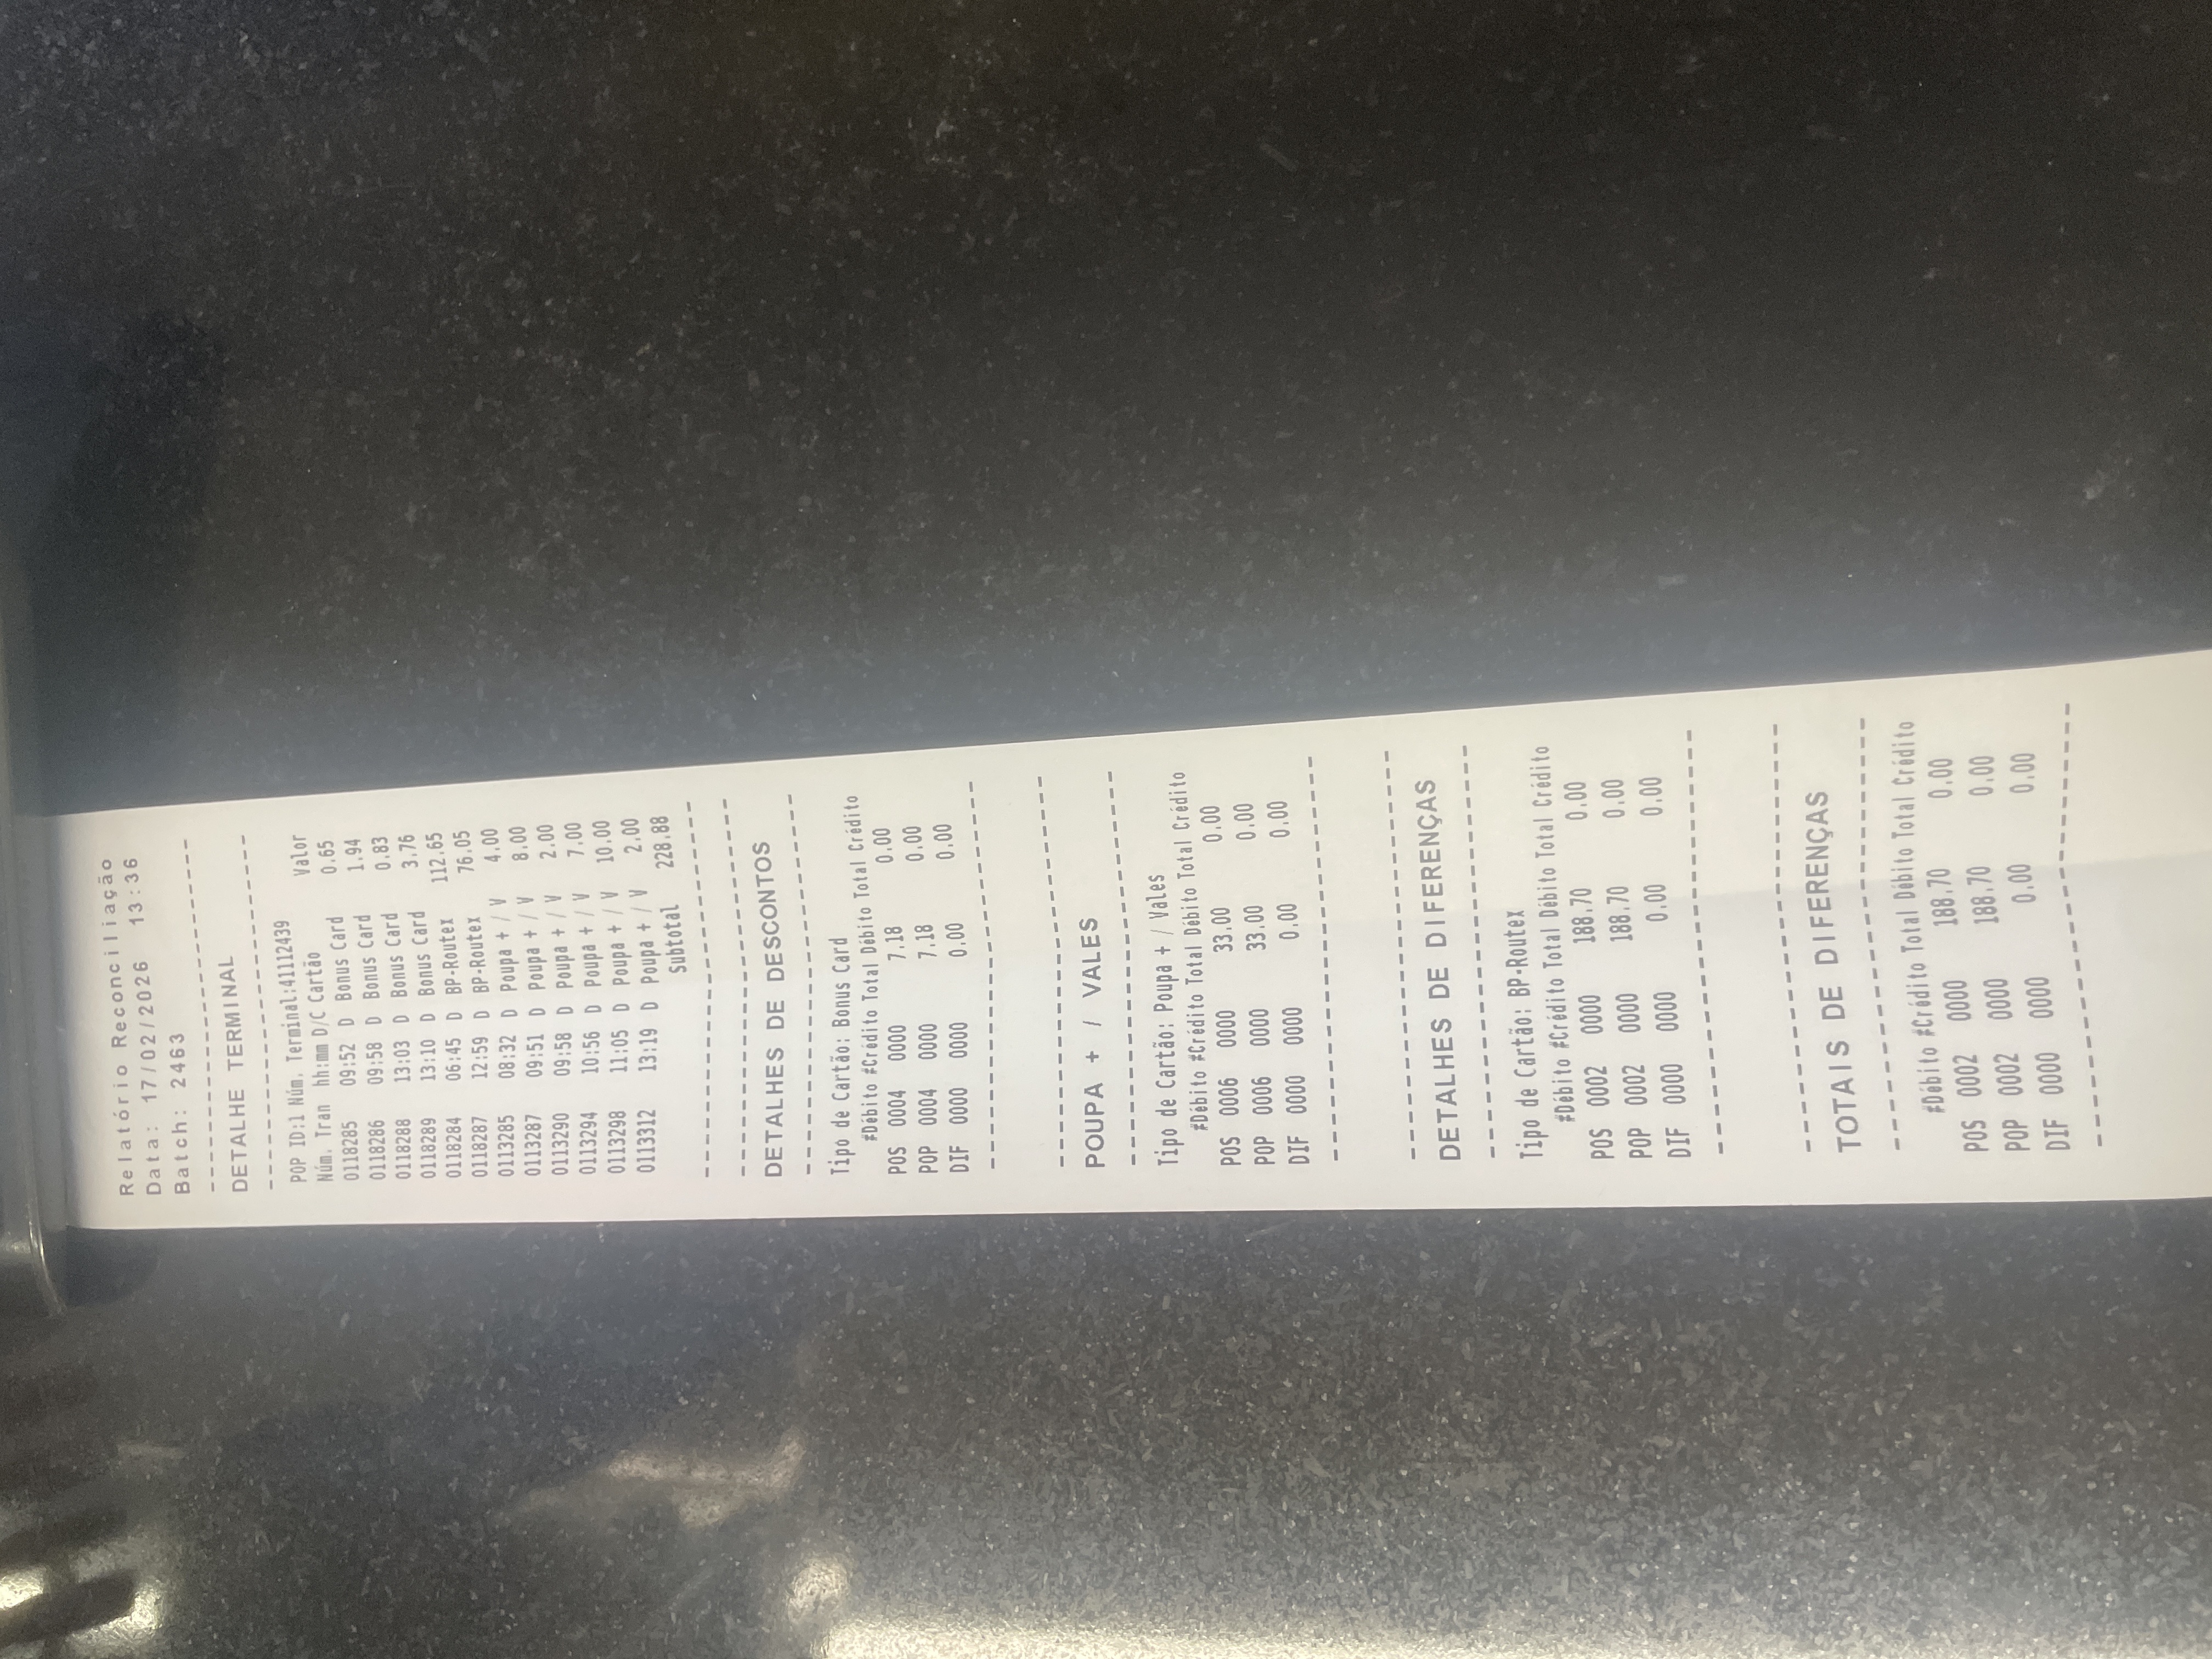 Relatório Reconciliação
Data: 17/02/2026 13:36
Batch: 2463
------------------------
DETALHE TERMINAL
------------------------
POP ID:1 Núm. Terminal:41112439
Núm. Tran hh:mm D/C Cartão Valor
0118285 09:52 D Bonus Card 0.65
0118286 09:58 D Bonus Card 1.94
0118288 13:03 D Bonus Card 0.83
0118289 13:10 D Bonus Card 3.76
0118284 06:45 D BP-Routex 112.65
0118287 12:59 D BP-Routex 76.05
0113285 08:32 D Poupa + / V 4.00
0113287 09:51 D Poupa + / V 8.00
0113290 09:58 D Poupa + / V 2.00
0113294 10:56 D Poupa + / V 7.00
0113298 11:05 D Poupa + / V 10.00
0113312 13:19 D Poupa + / V 2.00
Subtotal 228.88
------------------------
------------------------
DETALHES DE DESCONTOS
------------------------
Tipo de Cartão: Bonus Card
#Débito #Crédito Total Débito Total Crédito
POS 0004 0000 7.18 0.00
POP 0004 0000 7.18 0.00
DIF 0000 0000 0.00 0.00
------------------------
------------------------
POUPA + / VALES
------------------------
Tipo de Cartão: Poupa + / Vales
#Débito #Crédito Total Débito Total Crédito
POS 0006 0000 33.00 0.00
POP 0006 0000 33.00 0.00
DIF 0000 0000 0.00 0.00
------------------------
------------------------
DETALHES DE DIFERENÇAS
------------------------
Tipo de Cartão: BP-Routex
#Débito #Crédito Total Débito Total Crédito
POS 0002 0000 188.70 0.00
POP 0002 0000 188.70 0.00
DIF 0000 0000 0.00 0.00
------------------------
------------------------
TOTAIS DE DIFERENÇAS
------------------------
#Débito #Crédito Total Débito Total Crédito
POS 0002 0000 188.70 0.00
POP 0002 0000 188.70 0.00
DIF 0000 0000 0.00 0.00
------------------------